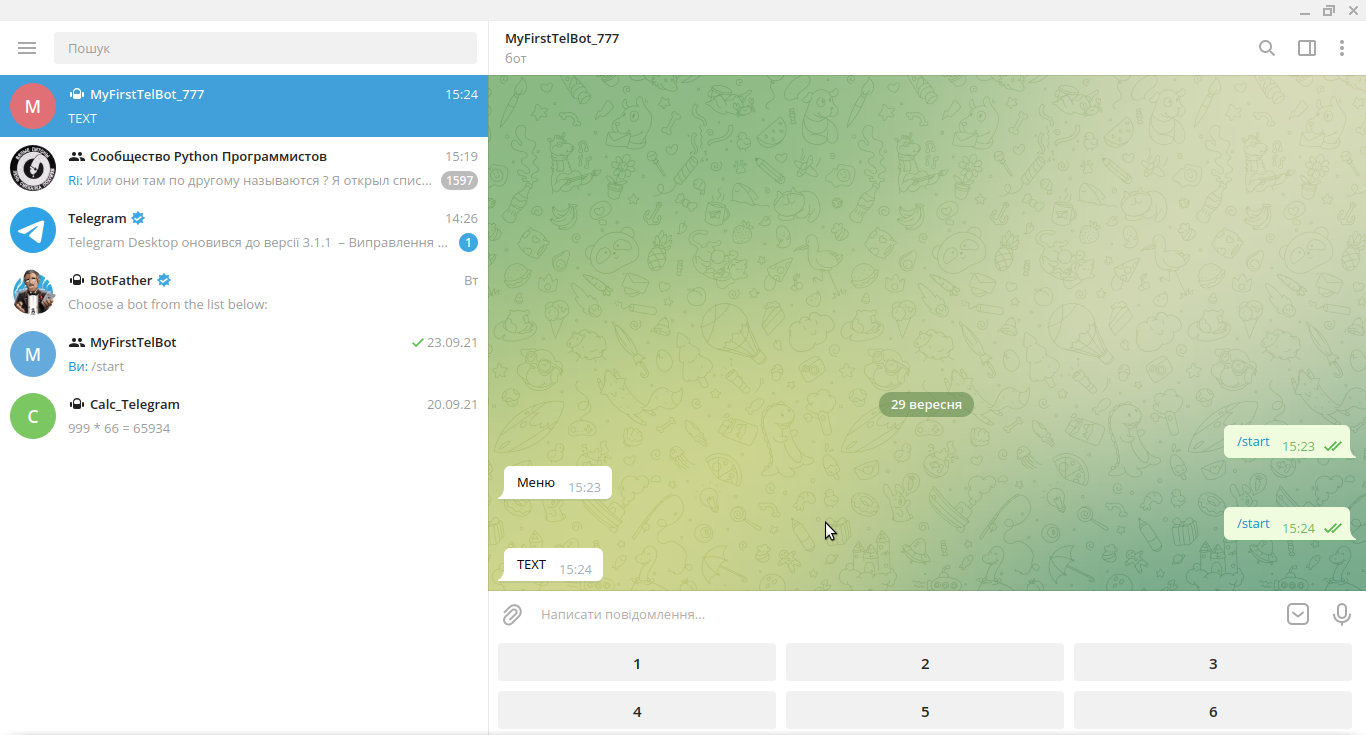 Пошук
MyFirstTelBot_777
бот
M
MyFirstTelBot_777
15:24
TEXT
Сообщество Python Программистов
15:19
Ri: Или они там по другому называются ? Я открыл спис...
1597
Telegram
14:26
Telegram Desktop оновився до версії 3.1.1 – Виправлення ...
1
BotFather
Вт
Choose a bot from the list below:
M
MyFirstTelBot
23.09.21
Ви: /start
C
Calc_Telegram
20.09.21
999 * 66 = 65934
29 вересня
/start 15:23
Меню 15:23
/start 15:24
TEXT 15:24
Написати повідомлення...
1 2 3
4 5 6